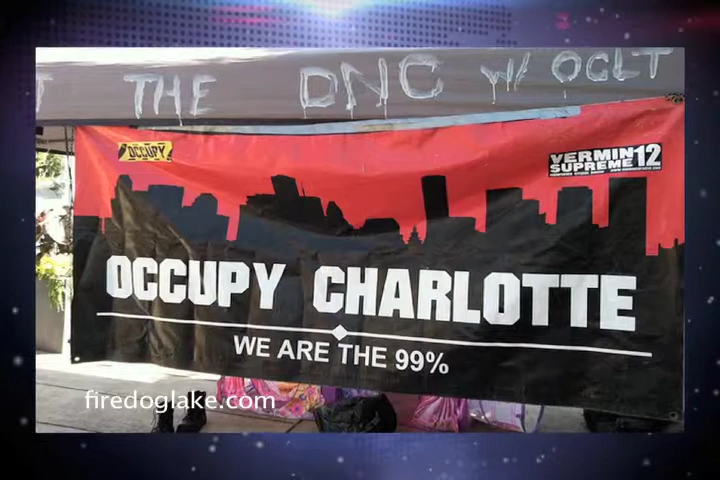 T THE DNC W/ OCLT
OCCUPY
VERMIN
SUPREME 12
OCCUPY CHARLOTTE
WE ARE THE 99%
firedoglake.com